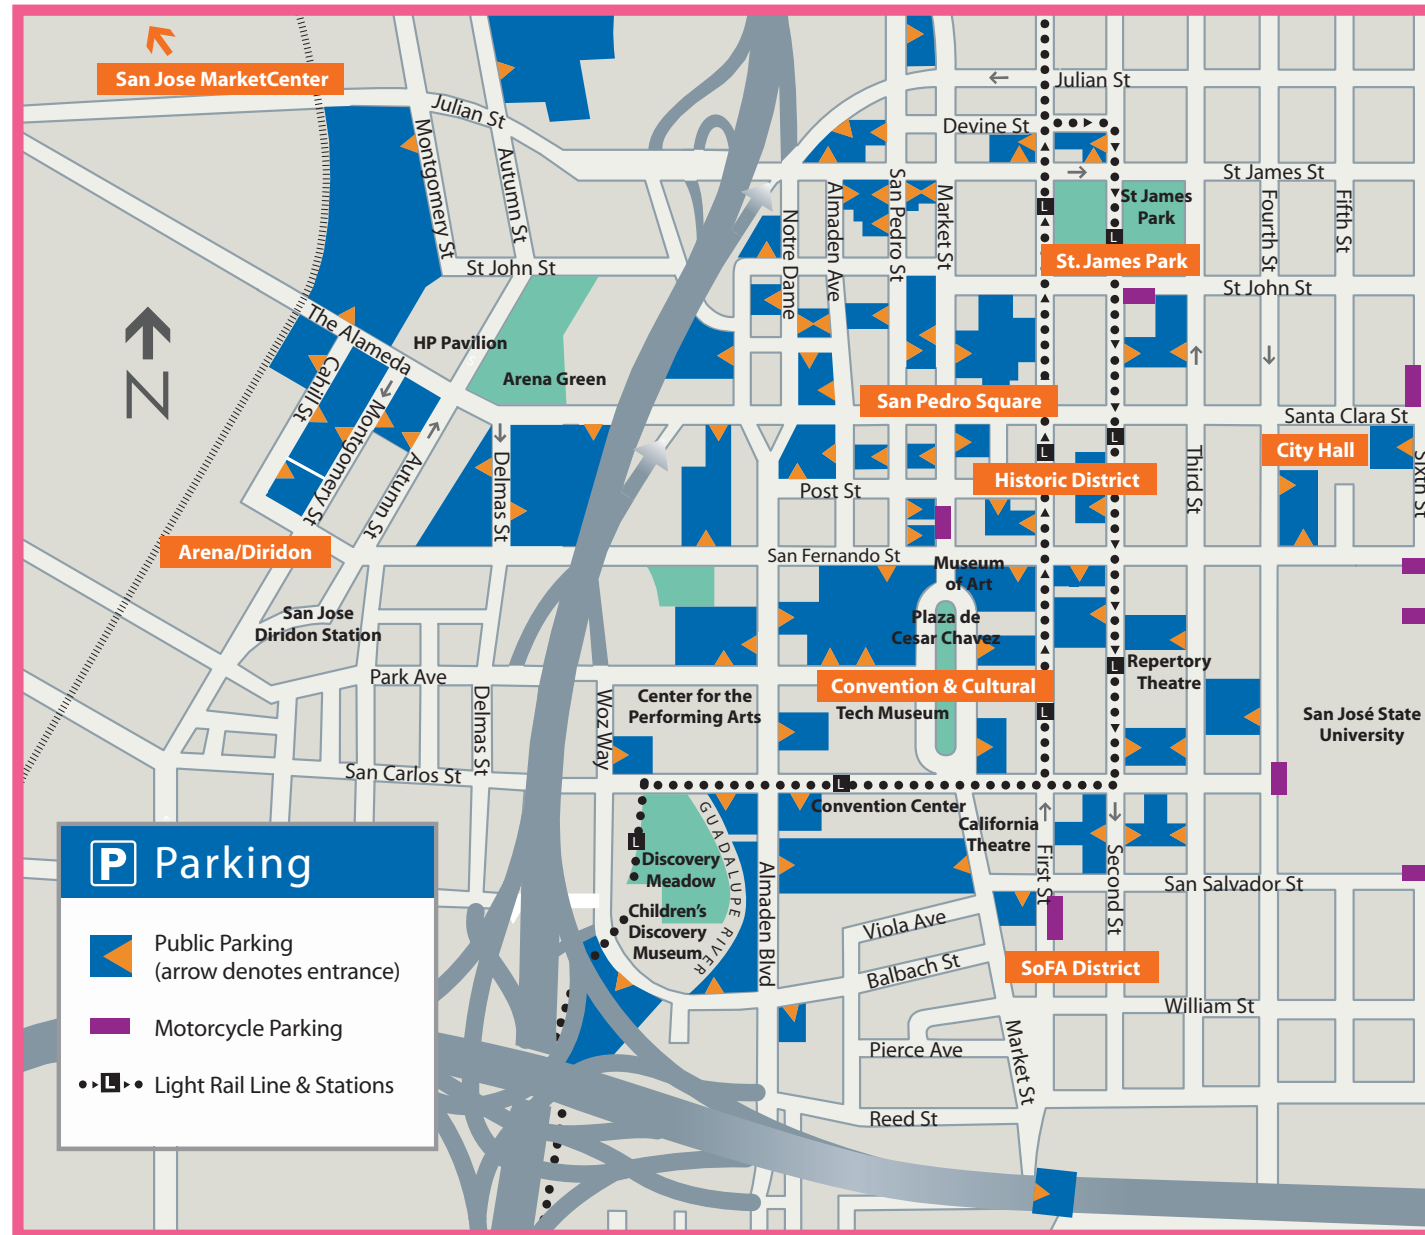 San Jose MarketCenter
Julian St
Julian St
Devine St
Montgomery St
Autumn St
St James St
St James
Park
San Pedro St
Market St
Almaden Ave
Notre Dame
Fourth St
Fifth St
St. James Park
St John St
St John St
The Alameda
HP Pavilion
Arena Green
N
Cahill St
Montgomery St
Autumn St
San Pedro Square
Santa Clara St
City Hall
Delmas St
Historic District
Third St
Sixth St
Post St
Arena/Diridon
San Fernando St
Museum
of Art
San Jose
Diridon Station
Plaza de
Cesar Chavez
Park Ave
Repertory
Theatre
Convention & Cultural
Center for the
Performing Arts
Tech Museum
Delmas St
Woz Way
San José State
University
San Carlos St
L
L
L
L
L
L
L
L
Convention Center
California
Theatre
GUADALUPE RIVER
Discovery
Meadow
Almaden Blvd
First St
Second St
San Salvador St
Children's
Discovery
Museum
Viola Ave
Balbach St
SoFA District
William St
Pierce Ave
Market St
Reed St
P Parking
Public Parking
(arrow denotes entrance)
Motorcycle Parking
L Light Rail Line & Stations